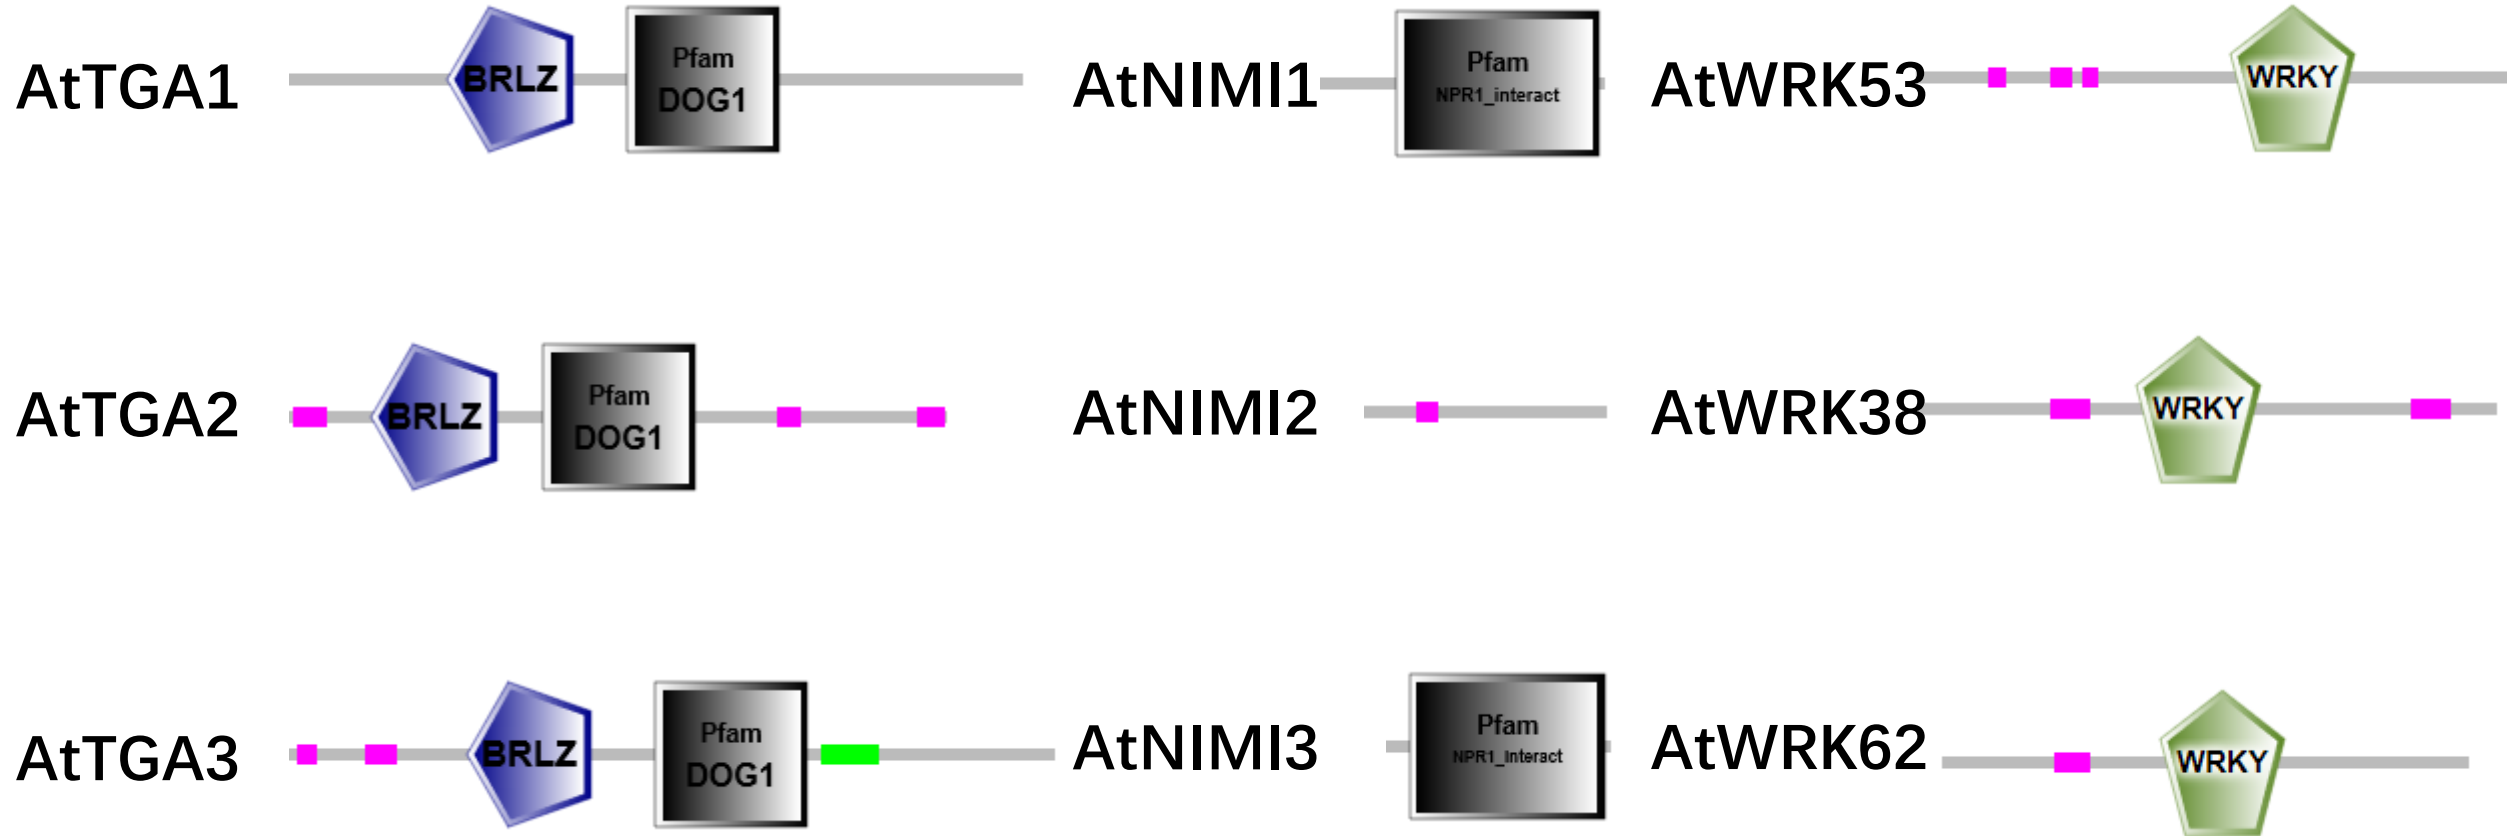 AtTGA1
BRLZ
Pfam
DOG1
AtNIMI1
Pfam
NPR1_interact
AtWRK53
WRKY
AtTGA2
BRLZ
Pfam
DOG1
AtNIMI2
AtWRK38
WRKY
AtTGA3
BRLZ
Pfam
DOG1
AtNIMI3
Pfam
NPR1_Interact
AtWRK62
WRKY